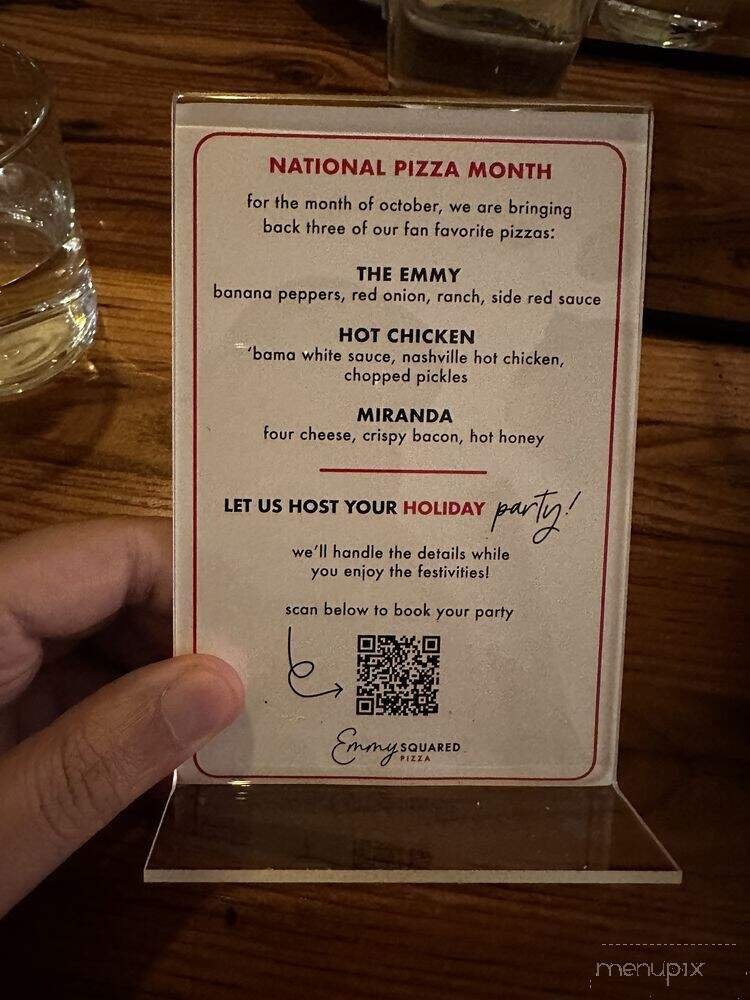 NATIONAL PIZZA MONTH
for the month of october, we are bringing
back three of our fan favorite pizzas:
THE EMMY
banana peppers, red onion, ranch, side red sauce
HOT CHICKEN
'bama white sauce, nashville hot chicken,
chopped pickles
MIRANDA
four cheese, crispy bacon, hot honey
LET US HOST YOUR HOLIDAY party!
we'll handle the details while
you enjoy the festivities!
scan below to book your party
Emmy SQUARED
PIZZA
menupix